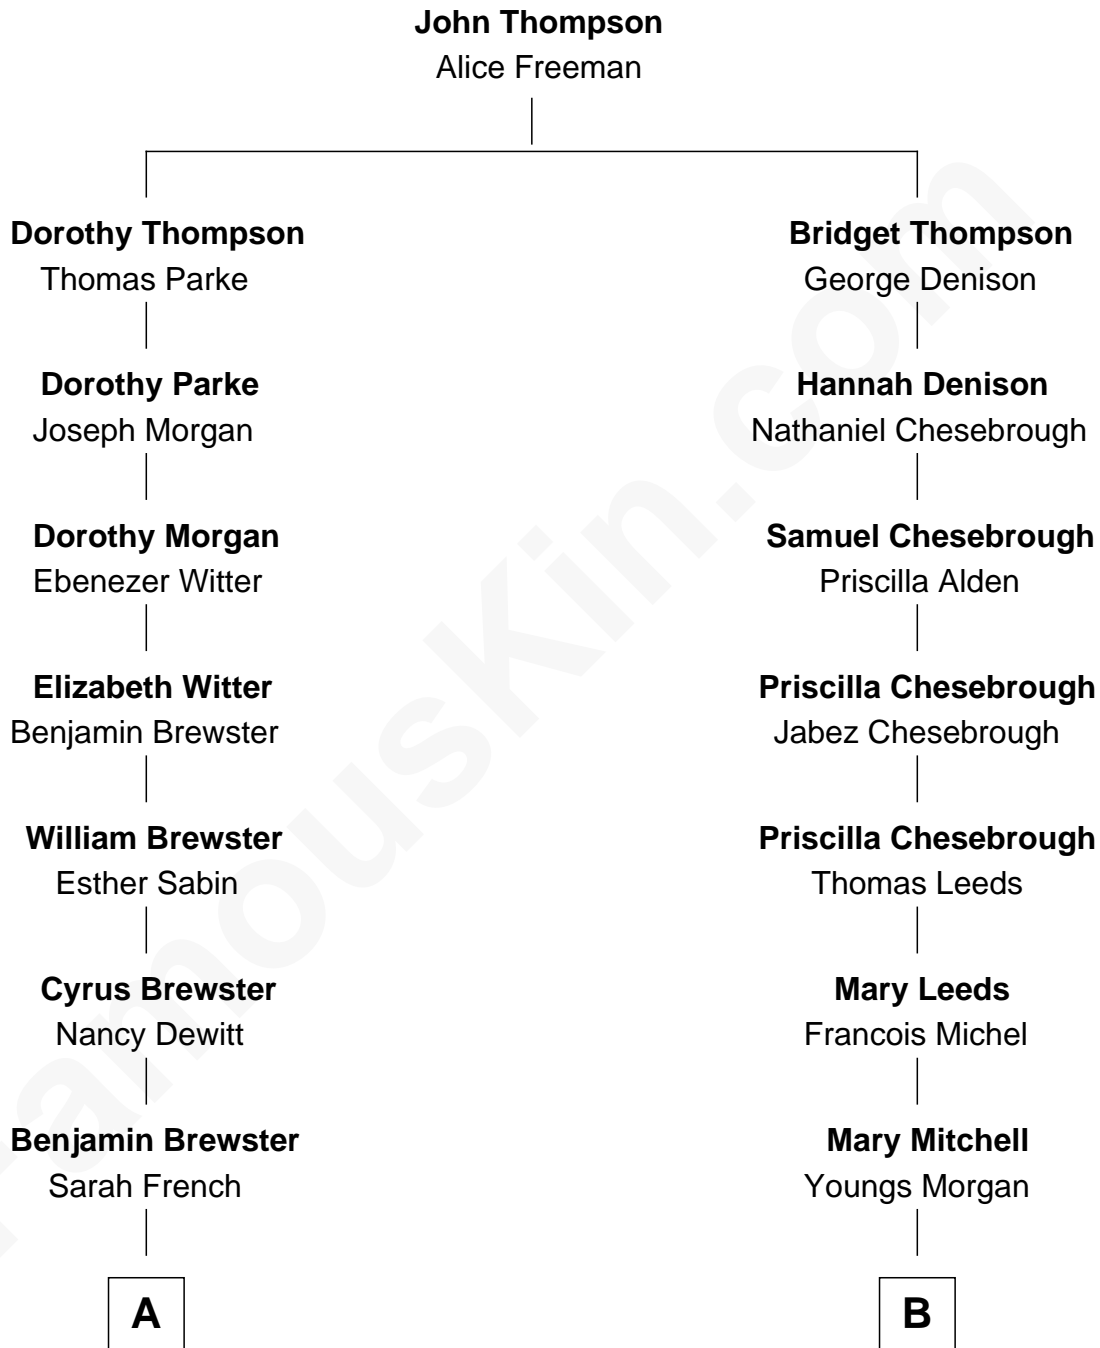 John Thompson
Alice Freeman
Dorothy Thompson
Thomas Parke
Bridget Thompson
George Denison
Dorothy Parke
Joseph Morgan
Hannah Denison
Nathaniel Chesebrough
Dorothy Morgan
Ebenezer Witter
Samuel Chesebrough
Priscilla Alden
Elizabeth Witter
Benjamin Brewster
Priscilla Chesebrough
Jabez Chesebrough
William Brewster
Esther Sabin
Priscilla Chesebrough
Thomas Leeds
Cyrus Brewster
Nancy Dewitt
Mary Leeds
Francois Michel
Benjamin Brewster
Sarah French
Mary Mitchell
Youngs Morgan
A
B
FamousKin.com